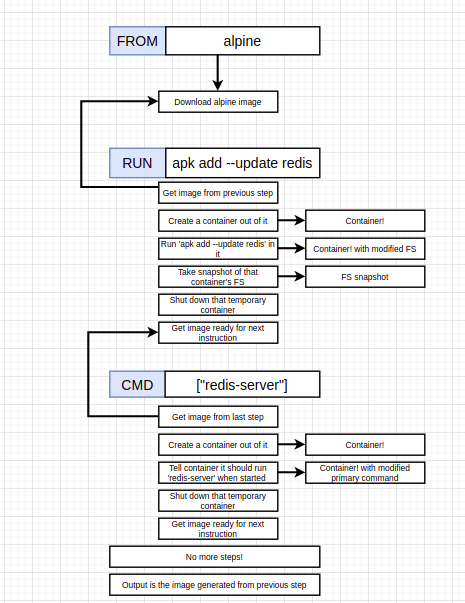 FROM alpine
Download alpine image
RUN apk add --update redis
Get image from previous step
Create a container out of it Container!
Run 'apk add --update redis' in
it
Container! with modified FS
Take snapshot of that
container's FS
FS snapshot
Shut down that temporary
container
Get image ready for next
instruction
CMD ["redis-server"]
Get image from last step
Create a container out of it Container!
Tell container it should run
'redis-server' when started
Container! with modified
primary command
Shut down that temporary
container
Get image ready for next
instruction
No more steps!
Output is the image generated from previous step